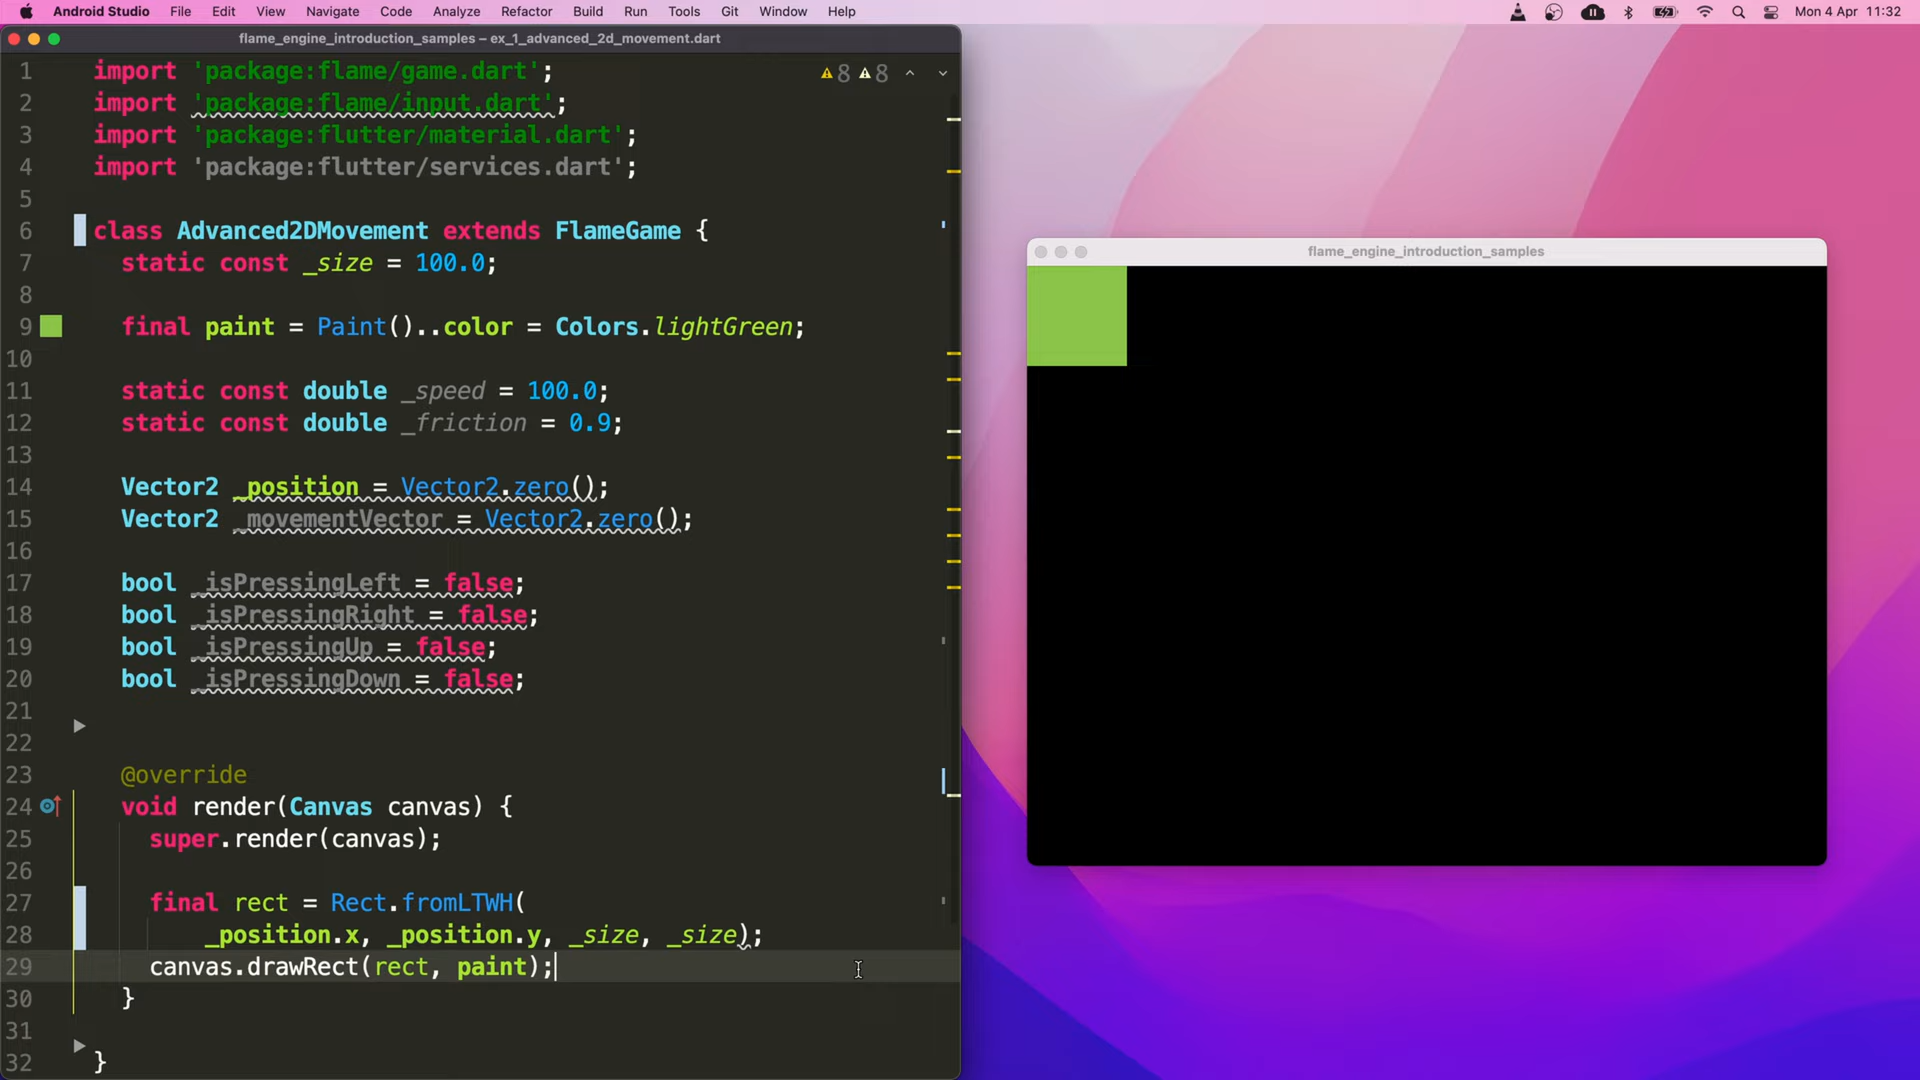 Android Studio File Edit View Navigate Code Analyze Refactor Build Run Tools Git Window Help Mon 4 Apr 11:32
flame_engine_introduction_samples – ex_1_advanced_2d_movement.dart
8 8
1 import 'package:flame/game.dart';
2 import 'package:flame/input.dart';
3 import 'package:flutter/material.dart';
4 import 'package:flutter/services.dart';
5
6 class Advanced2DMovement extends FlameGame {
7 static const _size = 100.0;
8
9 final paint = Paint()..color = Colors.lightGreen;
10
11 static const double _speed = 100.0;
12 static const double _friction = 0.9;
13
14 Vector2 _position = Vector2.zero();
15 Vector2 _movementVector = Vector2.zero();
16
17 bool _isPressingLeft = false;
18 bool _isPressingRight = false;
19 bool _isPressingUp = false;
20 bool _isPressingDown = false;
21
22
23 @override
24 void render(Canvas canvas) {
25 super.render(canvas);
26
27 final rect = Rect.fromLTWH(
28 _position.x, _position.y, _size, _size);
29 canvas.drawRect(rect, paint);
30 }
31
32 }
flame_engine_introduction_samples